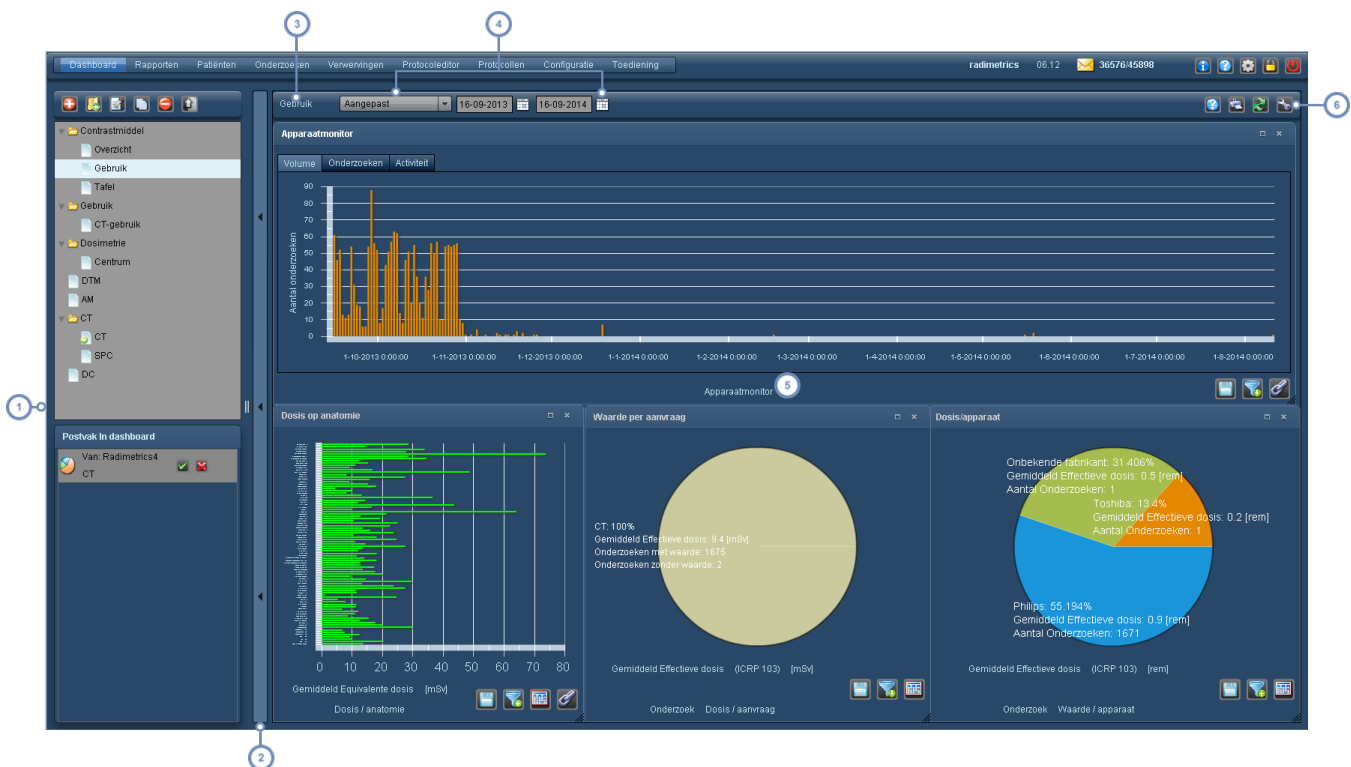 3
4
Dashboard Rapporten Patiënten Onderzoeken Verwervingen Protocoleditor Protocollen Configuratie Toediening radimetrics 06.12 36576/45898
Gebruik Aangepast 16-09-2013 16-09-2014
6
Contrastmiddel
Overzicht
Gebruik
Tafel
Gebruik
CT-gebruik
Dosimetrie
Centrum
DTM
AM
CT
CT
SPC
DC
1
Postvak In dashboard
Van: Radimetrics4
CT
2
Apparaatmonitor
Volume Onderzoeken Activiteit
Aantal onderzoeken
90
80
70
60
50
40
30
20
10
0
1-10-2013 0:00:00 1-11-2013 0:00:00 1-12-2013 0:00:00 1-1-2014 0:00:00 1-2-2014 0:00:00 1-3-2014 0:00:00 1-4-2014 0:00:00 1-5-2014 0:00:00 1-6-2014 0:00:00 1-7-2014 0:00:00 1-8-2014 0:00:00
Apparaatmonitor 5
Dosis op anatomie
0 10 20 30 40 50 60 70 80
Gemiddeld Equivalente dosis [mSv]
Dosis / anatomie
Waarde per aanvraag
CT: 100%
Gemiddeld Effectieve dosis: 9.4 [mSv]
Onderzoeken met waarde: 1675
Onderzoeken zonder waarde: 2
Gemiddeld Effectieve dosis (ICRP 103) [mSv]
Onderzoek Dosis / aanvraag
Dosis/apparaat
Onbekende fabrikant: 31.406%
Gemiddeld Effectieve dosis: 0.5 [rem]
Aantal Onderzoeken: 1
Toshiba: 13.4%
Gemiddeld Effectieve dosis: 0.2 [rem]
Aantal Onderzoeken: 1
Philips: 55.194%
Gemiddeld Effectieve dosis: 0.9 [rem]
Aantal Onderzoeken: 1671
Gemiddeld Effectieve dosis (ICRP 103) [rem]
Onderzoek Waarde / apparaat